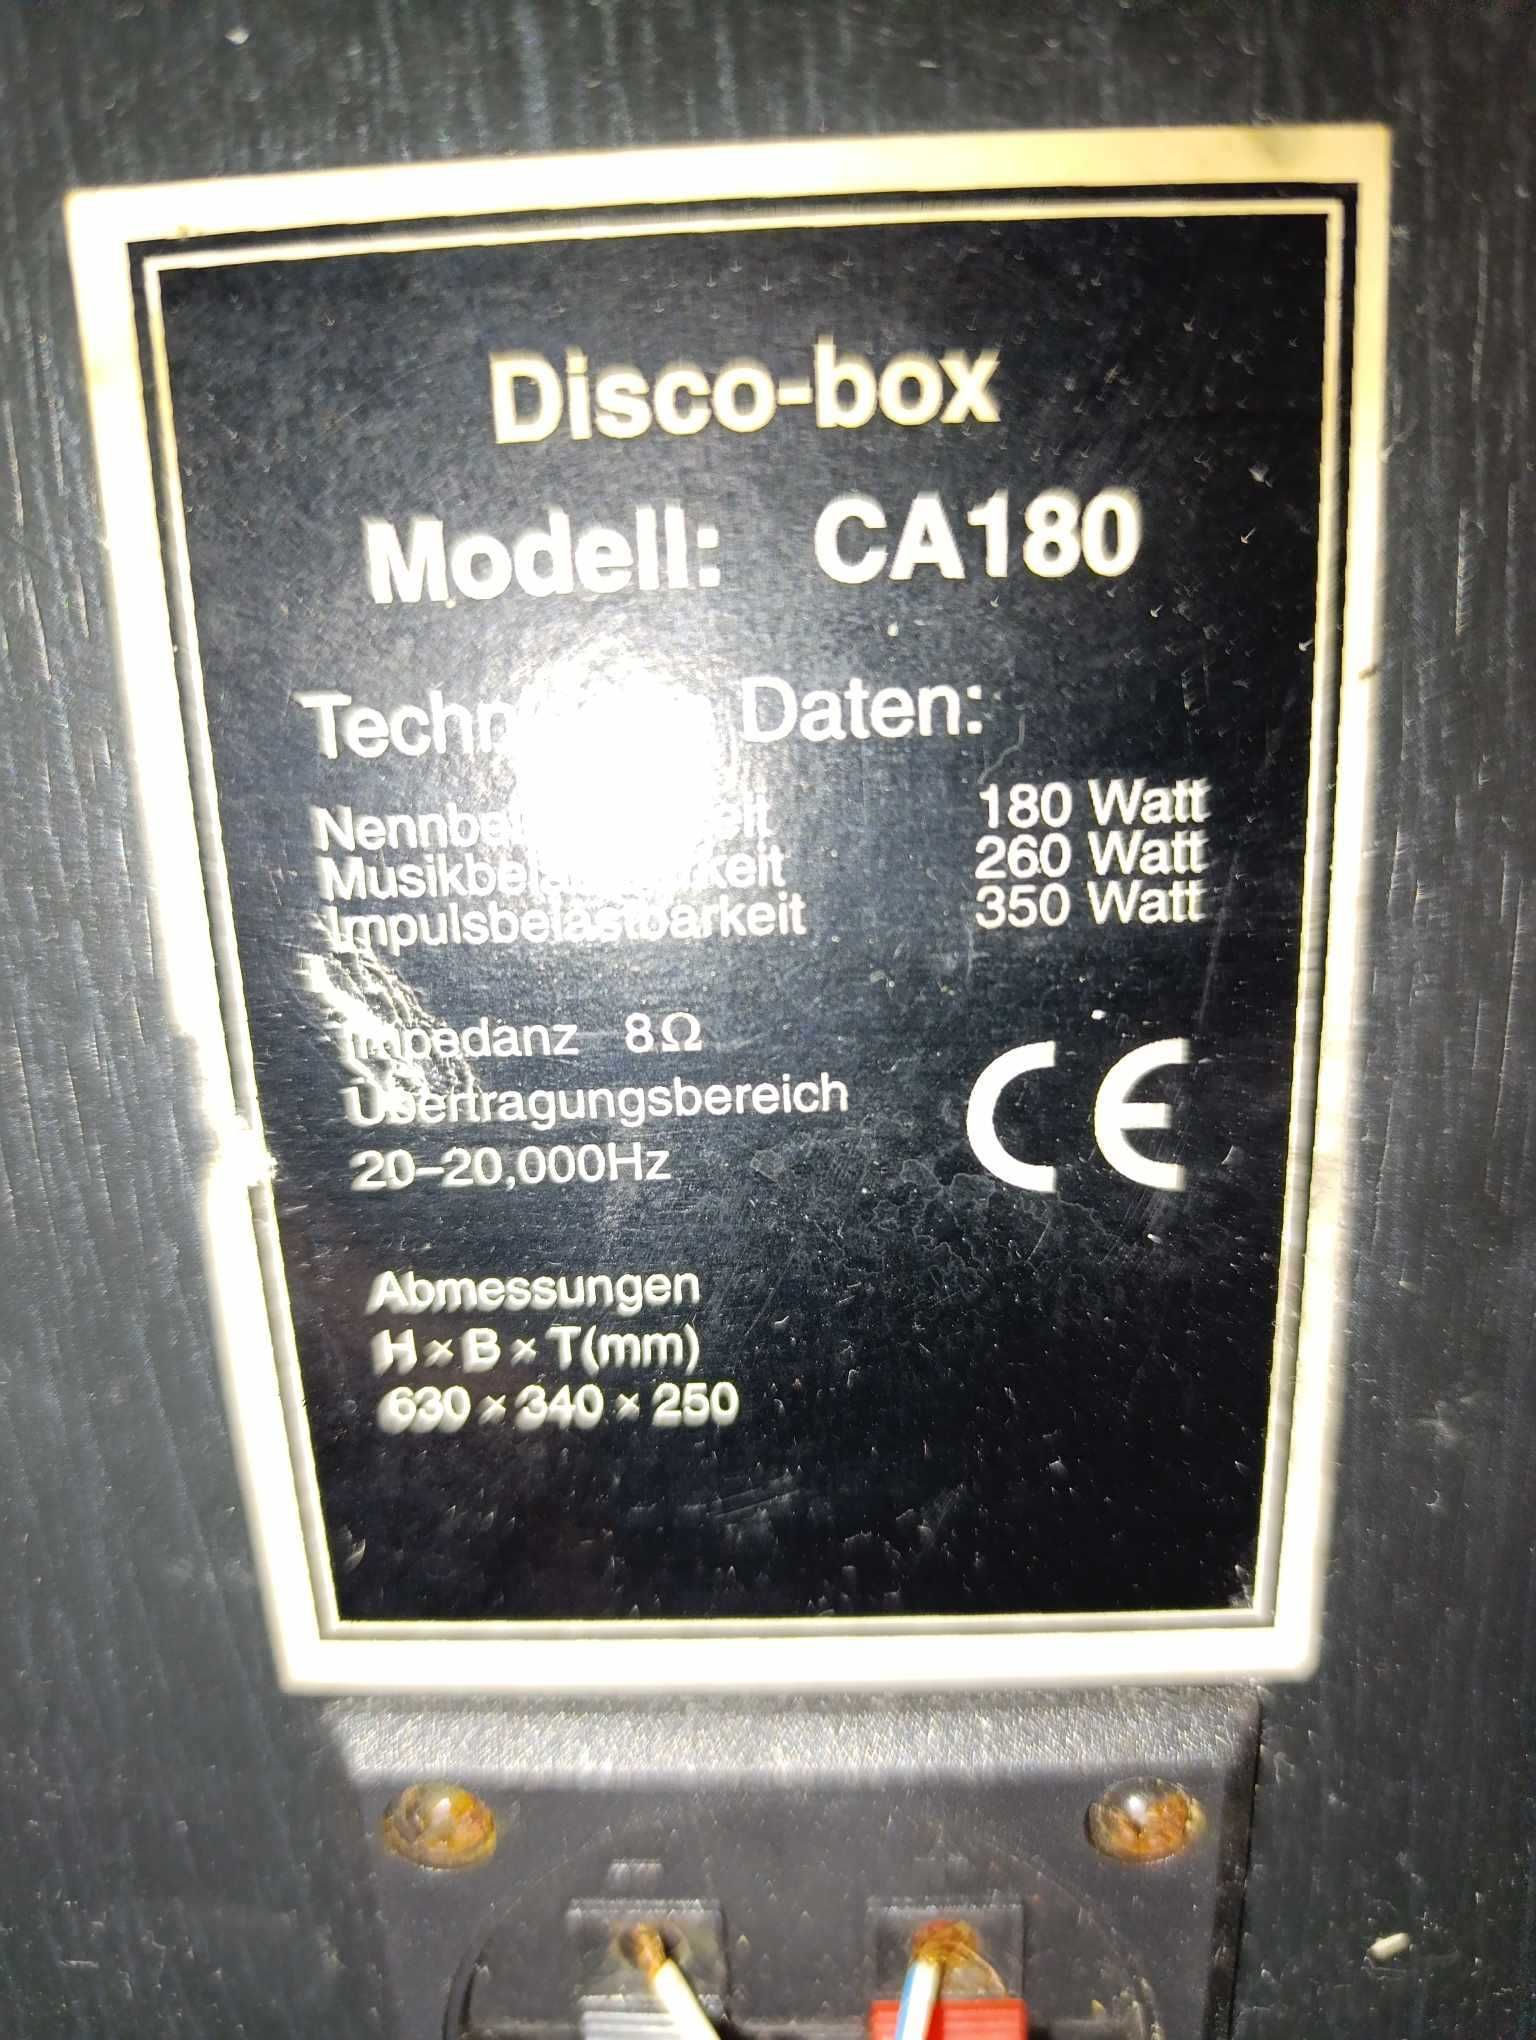 Disco-box
Modell: CA180
Daten:
180 Watt
260 Watt
Impulsbelastbarkeit 350 Watt
Impedanz 8Ω
Übertragungsbereich
20-20,000Hz
CE
Abmessungen
H×B×T(mm)
630×340×250